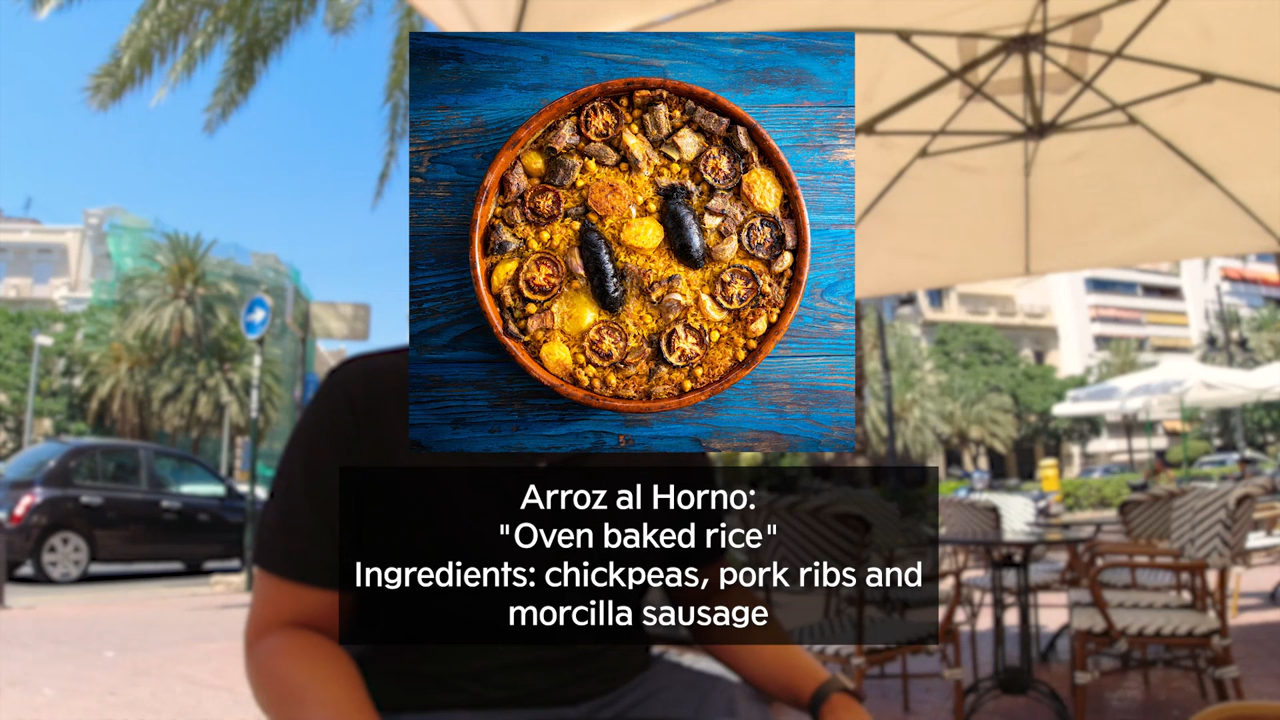 Arroz al Horno:
"Oven baked rice"
Ingredients: chickpeas, pork ribs and
morcilla sausage